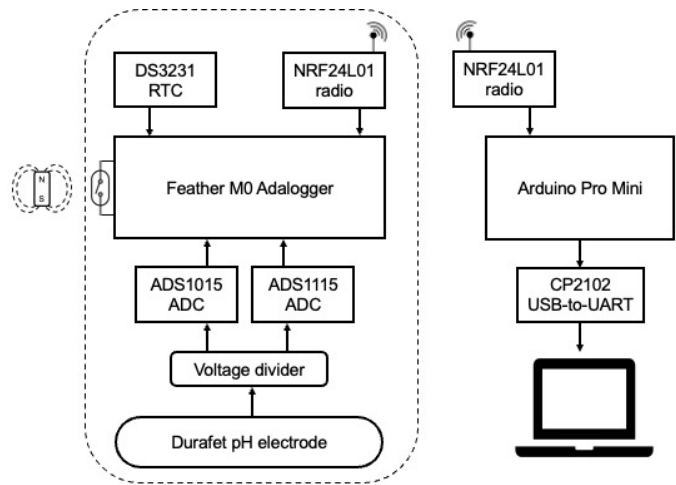 DS3231
RTC
NRF24L01
radio
NRF24L01
radio
N
S
Feather M0 Adalogger
Arduino Pro Mini
ADS1015
ADC
ADS1115
ADC
CP2102
USB-to-UART
Voltage divider
Durafet pH electrode